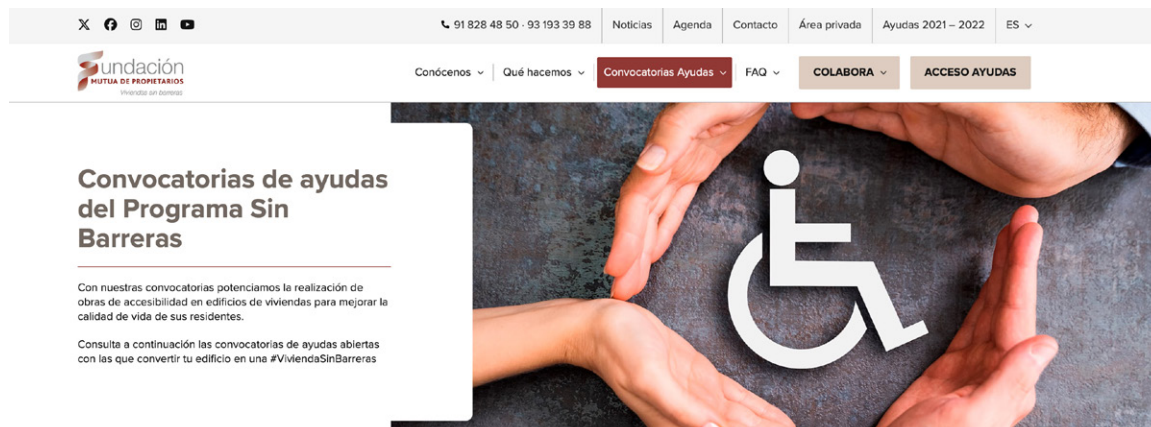 91 828 48 50 · 93 193 39 88 Noticias Agenda Contacto Área privada Ayudas 2021 – 2022 ES
Fundación
MUTUA DE PROPIETARIOS
Viviendas sin barreras
Conócenos Qué hacemos Convocatorias Ayudas FAQ COLABORA ACCESO AYUDAS
Convocatorias de ayudas
del Programa Sin
Barreras
Con nuestras convocatorias potenciamos la realización de
obras de accesibilidad en edificios de viviendas para mejorar la
calidad de vida de sus residentes.
Consulta a continuación las convocatorias de ayudas abiertas
con las que convertir tu edificio en una #ViviendaSinBarreras